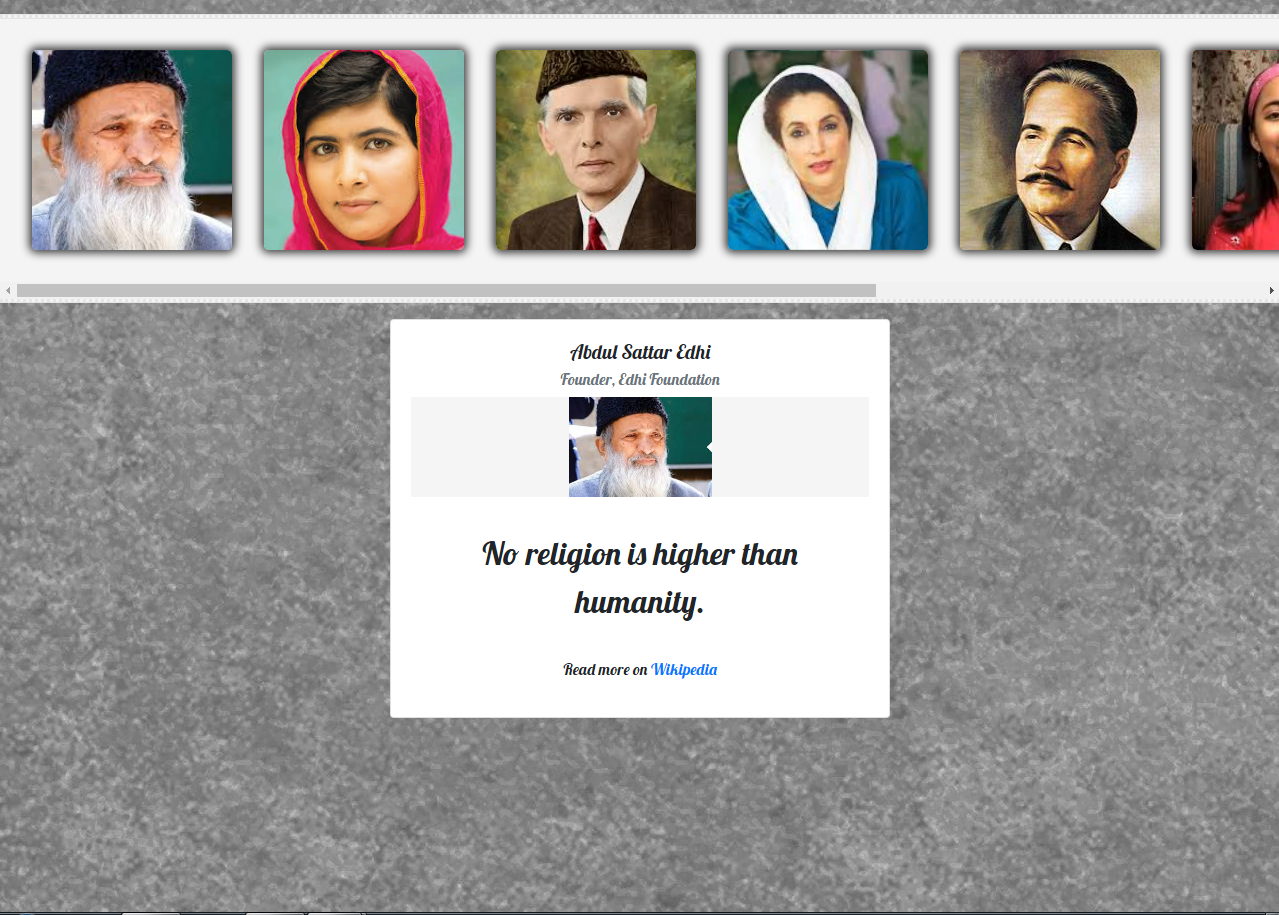 Abdul Sattar Edhi
Founder, Edhi Foundation
No religion is higher than
humanity.
Read more on Wikipedia